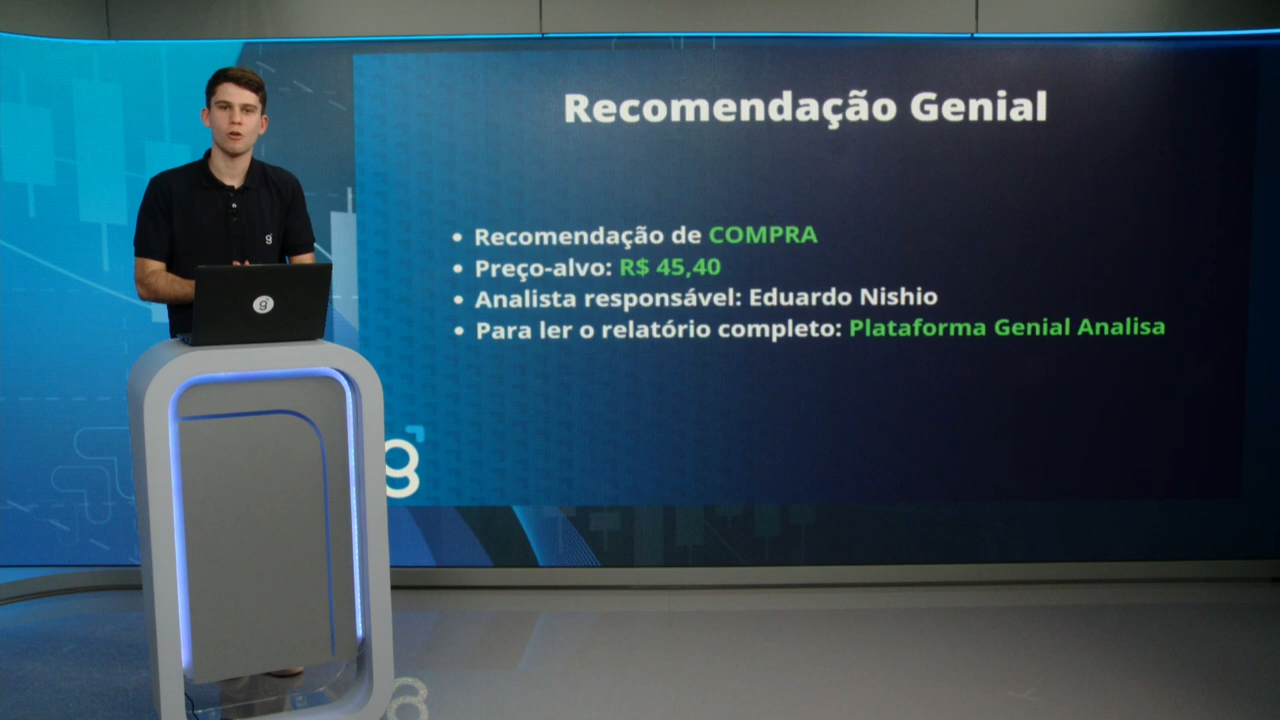 Recomendação Genial
• Recomendação de COMPRA
• Preço-alvo: R$ 45,40
• Analista responsável: Eduardo Nishio
• Para ler o relatório completo: Plataforma Genial Analisa
g
g
g
g